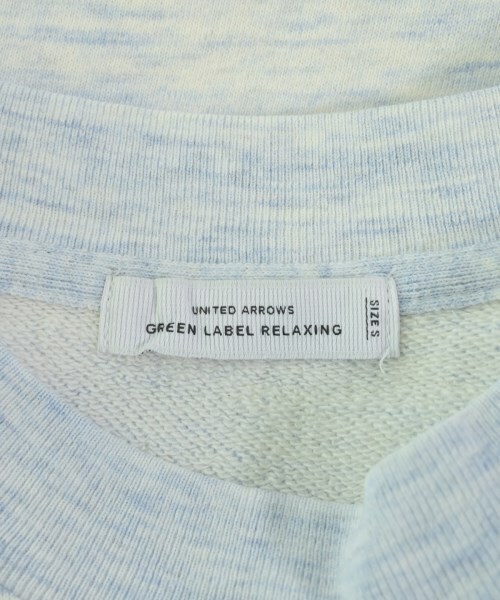 UNITED ARROWS
GREEN LABEL RELAXING
SIZE S